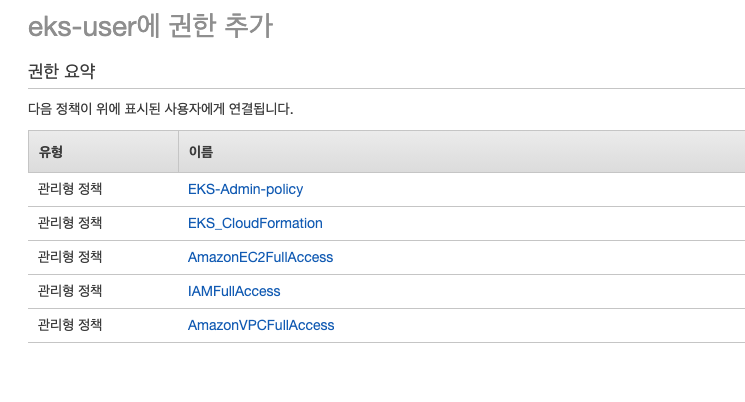 eks-user에 권한 추가
권한 요약
다음 정책이 위에 표시된 사용자에게 연결됩니다.
유형 이름
관리형 정책 EKS-Admin-policy
관리형 정책 EKS_CloudFormation
관리형 정책 AmazonEC2FullAccess
관리형 정책 IAMFullAccess
관리형 정책 AmazonVPCFullAccess